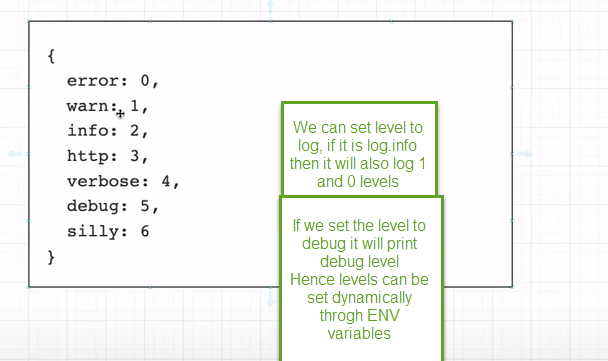 {
error: 0,
warn: 1,
info: 2,
http: 3,
verbose: 4,
debug: 5,
silly: 6
}
We can set level to
log, if it is log.info
then it will also log 1
and 0 levels
If we set the level to
debug it will print
debug level
Hence levels can be
set dynamically
throgh ENV
variables